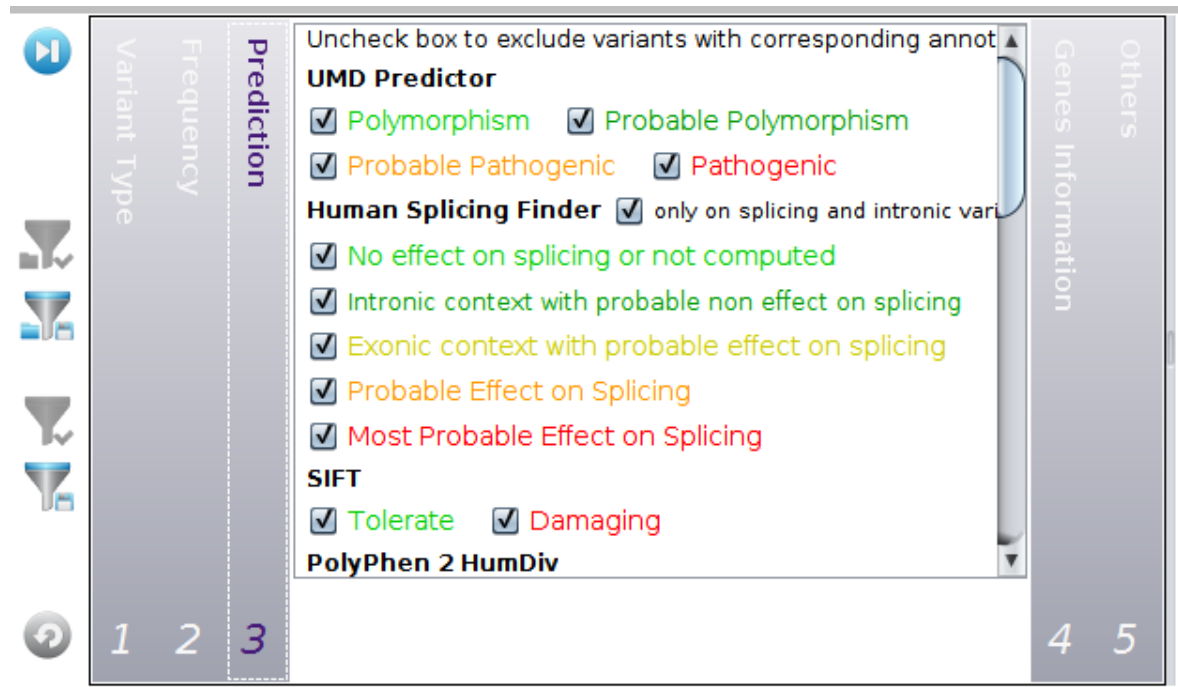 Variant Type
1
Frequency
2
Prediction
3
Uncheck box to exclude variants with corresponding annot
UMD Predictor
Polymorphism Probable Polymorphism
Probable Pathogenic Pathogenic
Human Splicing Finder only on splicing and intronic vari
No effect on splicing or not computed
Intronic context with probable non effect on splicing
Exonic context with probable effect on splicing
Probable Effect on Splicing
Most Probable Effect on Splicing
SIFT
Tolerate Damaging
PolyPhen 2 HumDiv
Genes Information
4
Others
5